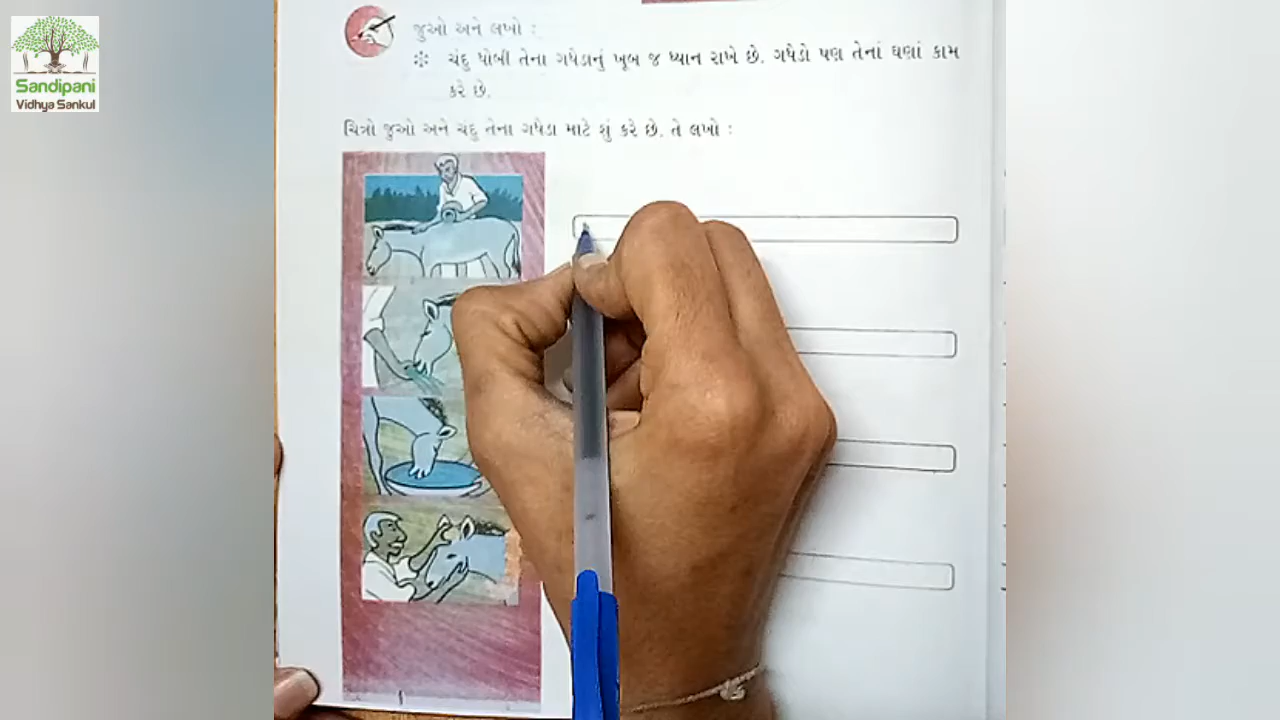 Sandipani
Vidhya Sankul
જુઓ અને લખો :
❉ ચંદુ ધોબી તેના ગધેડાનું ખૂબ જ ધ્યાન રાખે છે. ગધેડો પણ તેનાં ઘણાં કામ
કરે છે.
ચિત્રો જુઓ અને ચંદુ તેના ગધેડા માટે શું કરે છે. તે લખો :